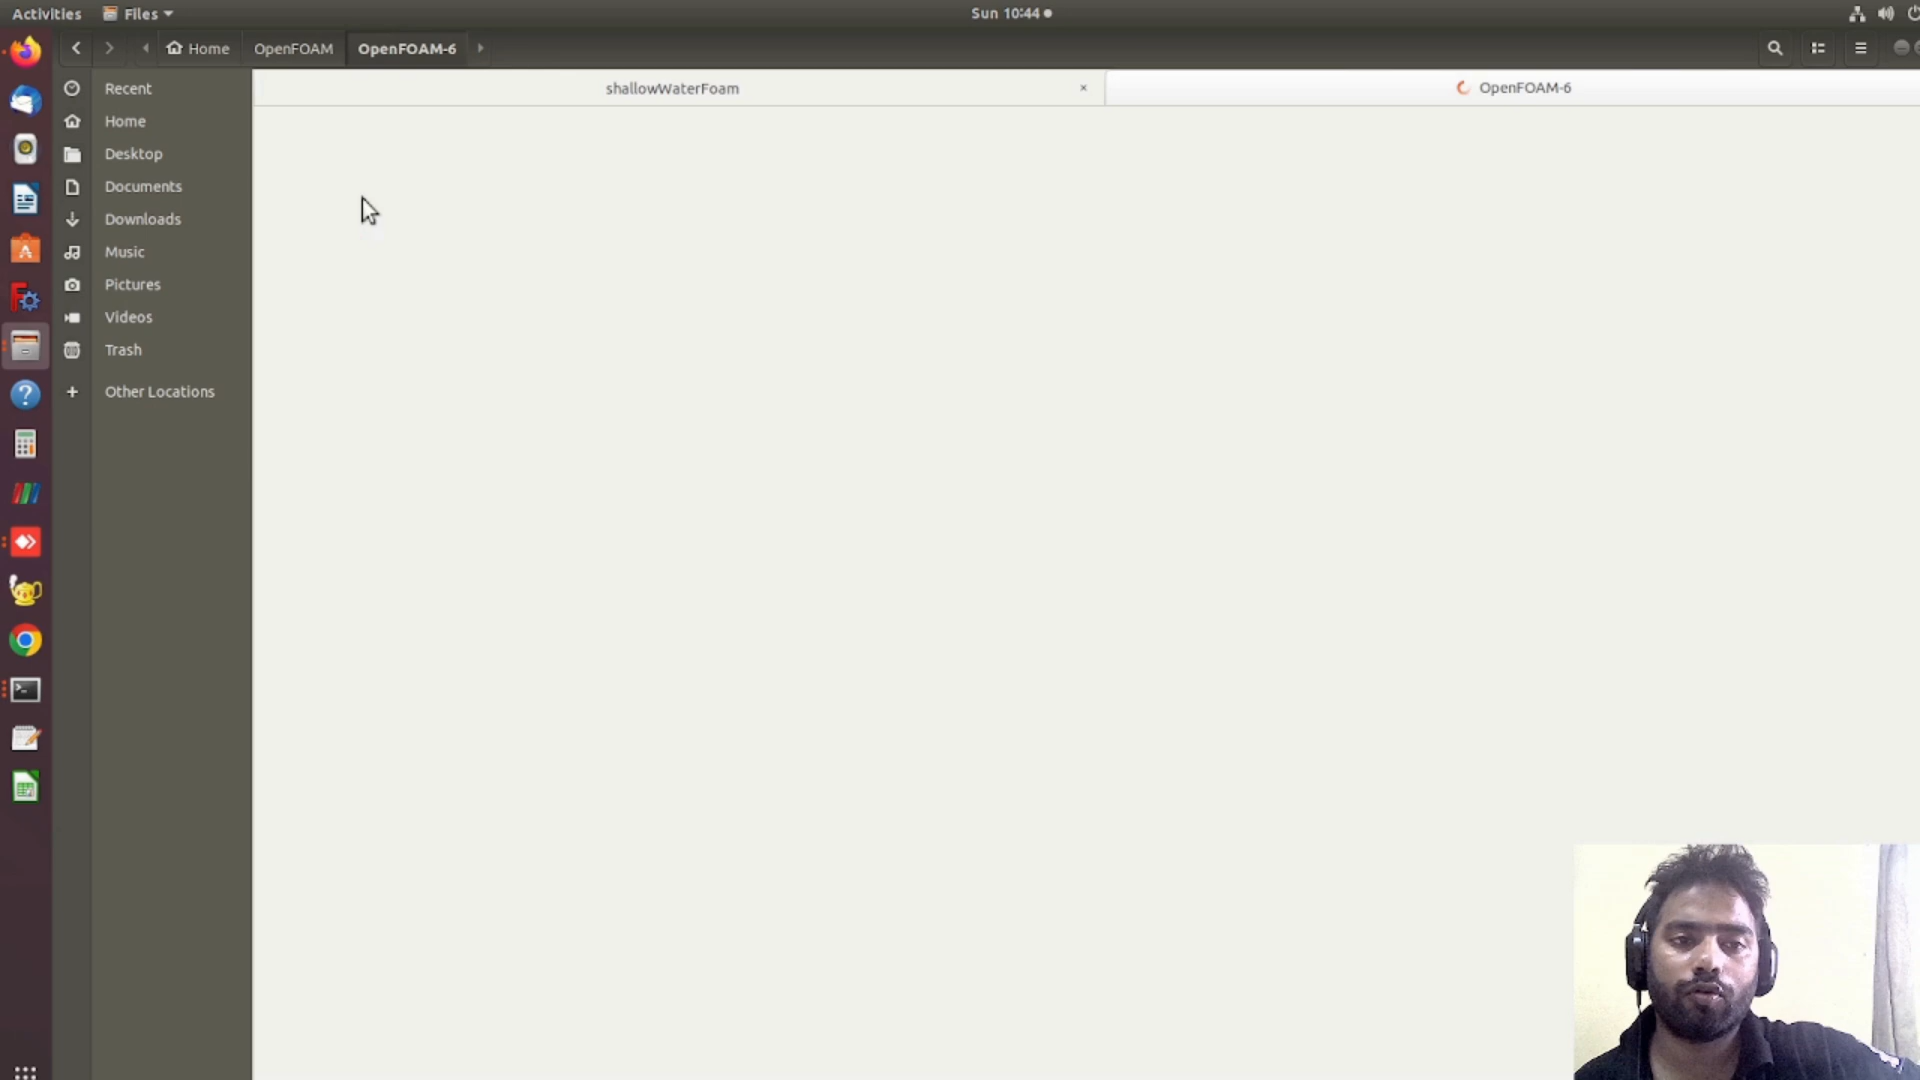 Activities
Files
Sun 10:44
Home
OpenFOAM
OpenFOAM-6
shallowWaterFoam
OpenFOAM-6
Recent
Home
Desktop
Documents
Downloads
Music
Pictures
Videos
Trash
Other Locations